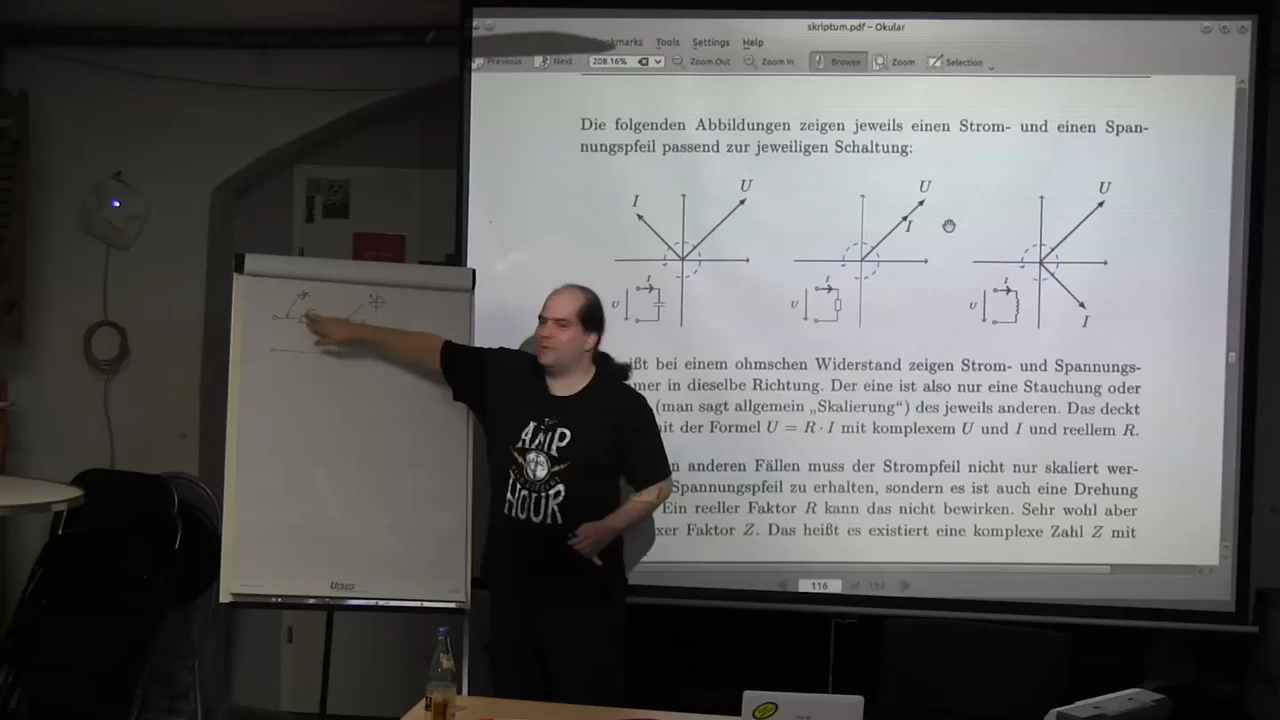 skriptum.pdf – Okular
Tools Settings Help
Previous Next 208.16% Zoom Out Zoom In Browse Zoom Selection
Die folgenden Abbildungen zeigen jeweils einen Strom- und einen Span-
nungspfeil passend zur jeweiligen Schaltung:
I U U I U I
I U I U I U
bei einem ohmschen Widerstand zeigen Strom- und Spannungs-
in dieselbe Richtung. Der eine ist also nur eine Stauchung oder
(man sagt allgemein „Skalierung“) des jeweils anderen. Das deckt
mit der Formel U = R · I mit komplexem U und I und reellem R.
anderen Fällen muss der Strompfeil nicht nur skaliert wer-
Spannungspfeil zu erhalten, sondern es ist auch eine Drehung
Ein reeller Faktor R kann das nicht bewirken. Sehr wohl aber
Faktor Z. Das heißt es existiert eine komplexe Zahl Z mit
116 of 194
THE
AMP
HOUR